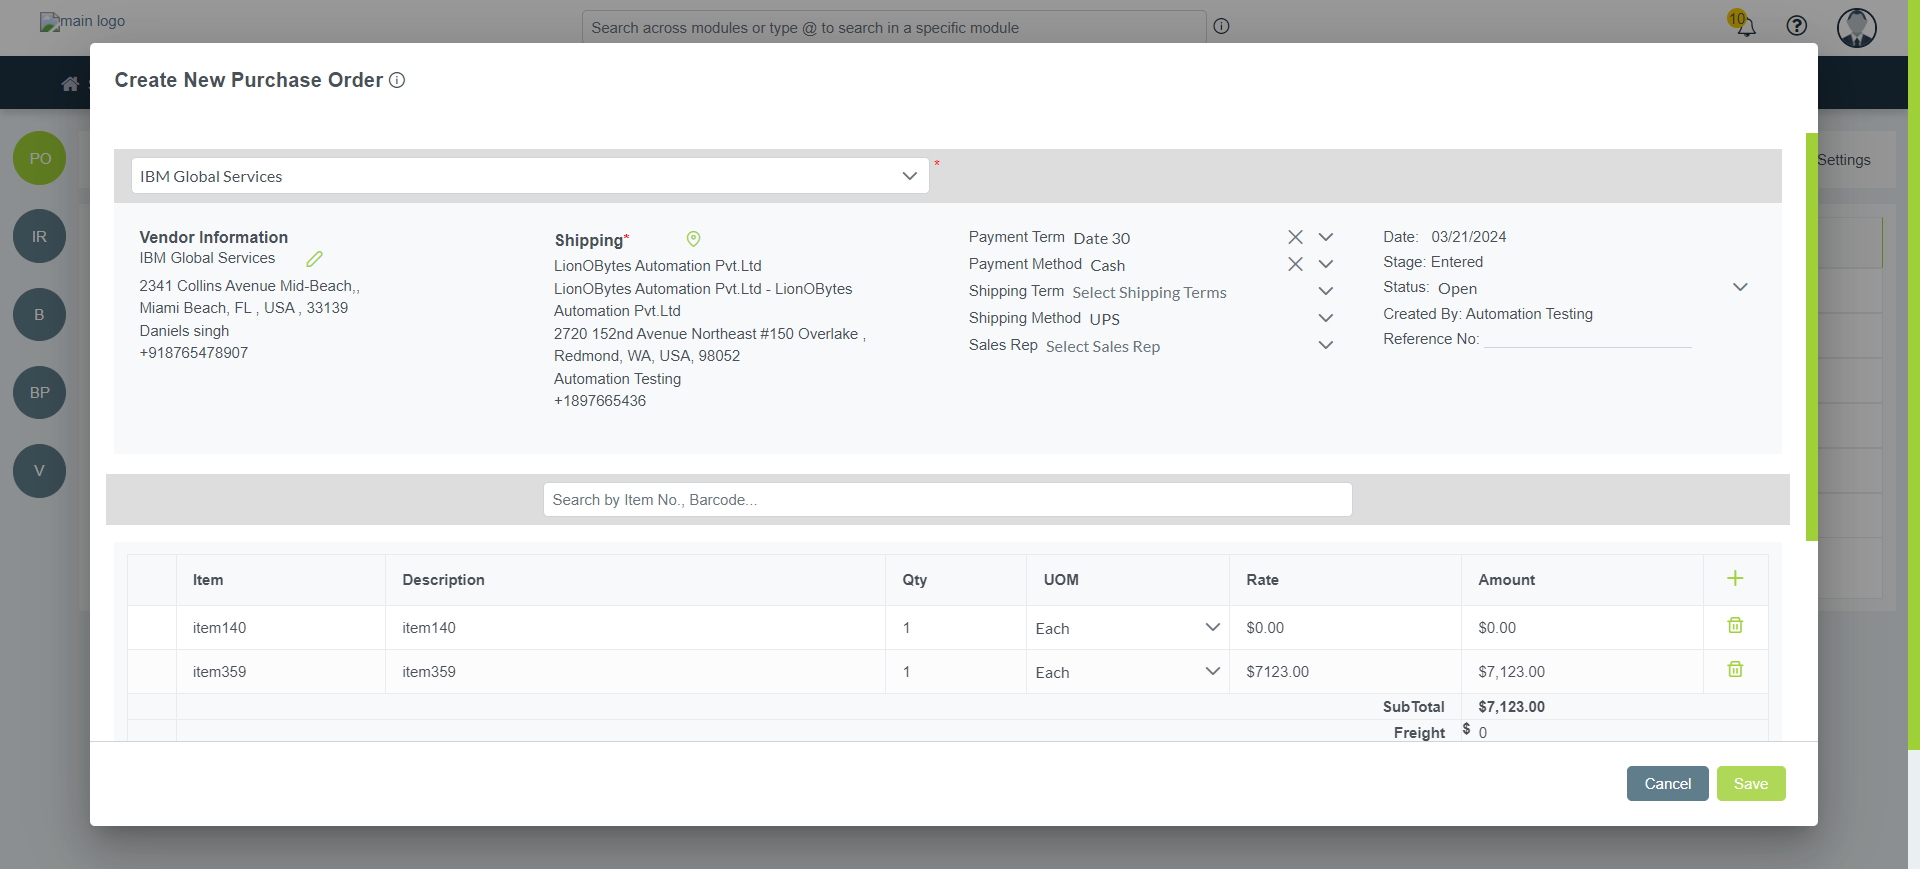 main logo
Search across modules or type @ to search in a specific module
10
Create New Purchase Order
PO
IR
B
BP
V
Settings
IBM Global Services
*
Vendor Information
IBM Global Services
2341 Collins Avenue Mid-Beach,,
Miami Beach, FL , USA , 33139
Daniels singh
+918765478907
Shipping*
LionOBytes Automation Pvt.Ltd
LionOBytes Automation Pvt.Ltd - LionOBytes
Automation Pvt.Ltd
2720 152nd Avenue Northeast #150 Overlake ,
Redmond, WA, USA, 98052
Automation Testing
+1897665436
Payment Term Date 30
Payment Method Cash
Shipping Term Select Shipping Terms
Shipping Method UPS
Sales Rep Select Sales Rep
Date: 03/21/2024
Stage: Entered
Status: Open
Created By: Automation Testing
Reference No:
Search by Item No., Barcode...
Item Description Qty UOM Rate Amount
item140 item140 1 Each $0.00 $0.00
item359 item359 1 Each $7123.00 $7,123.00
SubTotal $7,123.00
Freight $ 0
Cancel Save